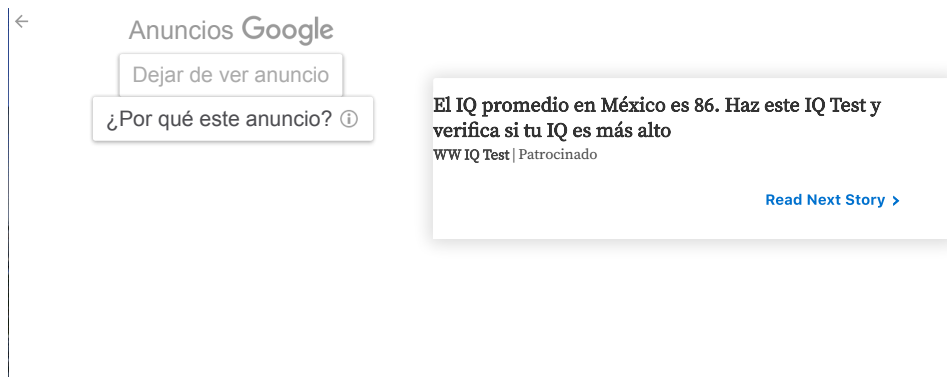 Anuncios Google
Dejar de ver anuncio
¿Por qué este anuncio?
El IQ promedio en México es 86. Haz este IQ Test y
verifica si tu IQ es más alto
WW IQ Test | Patrocinado
Read Next Story